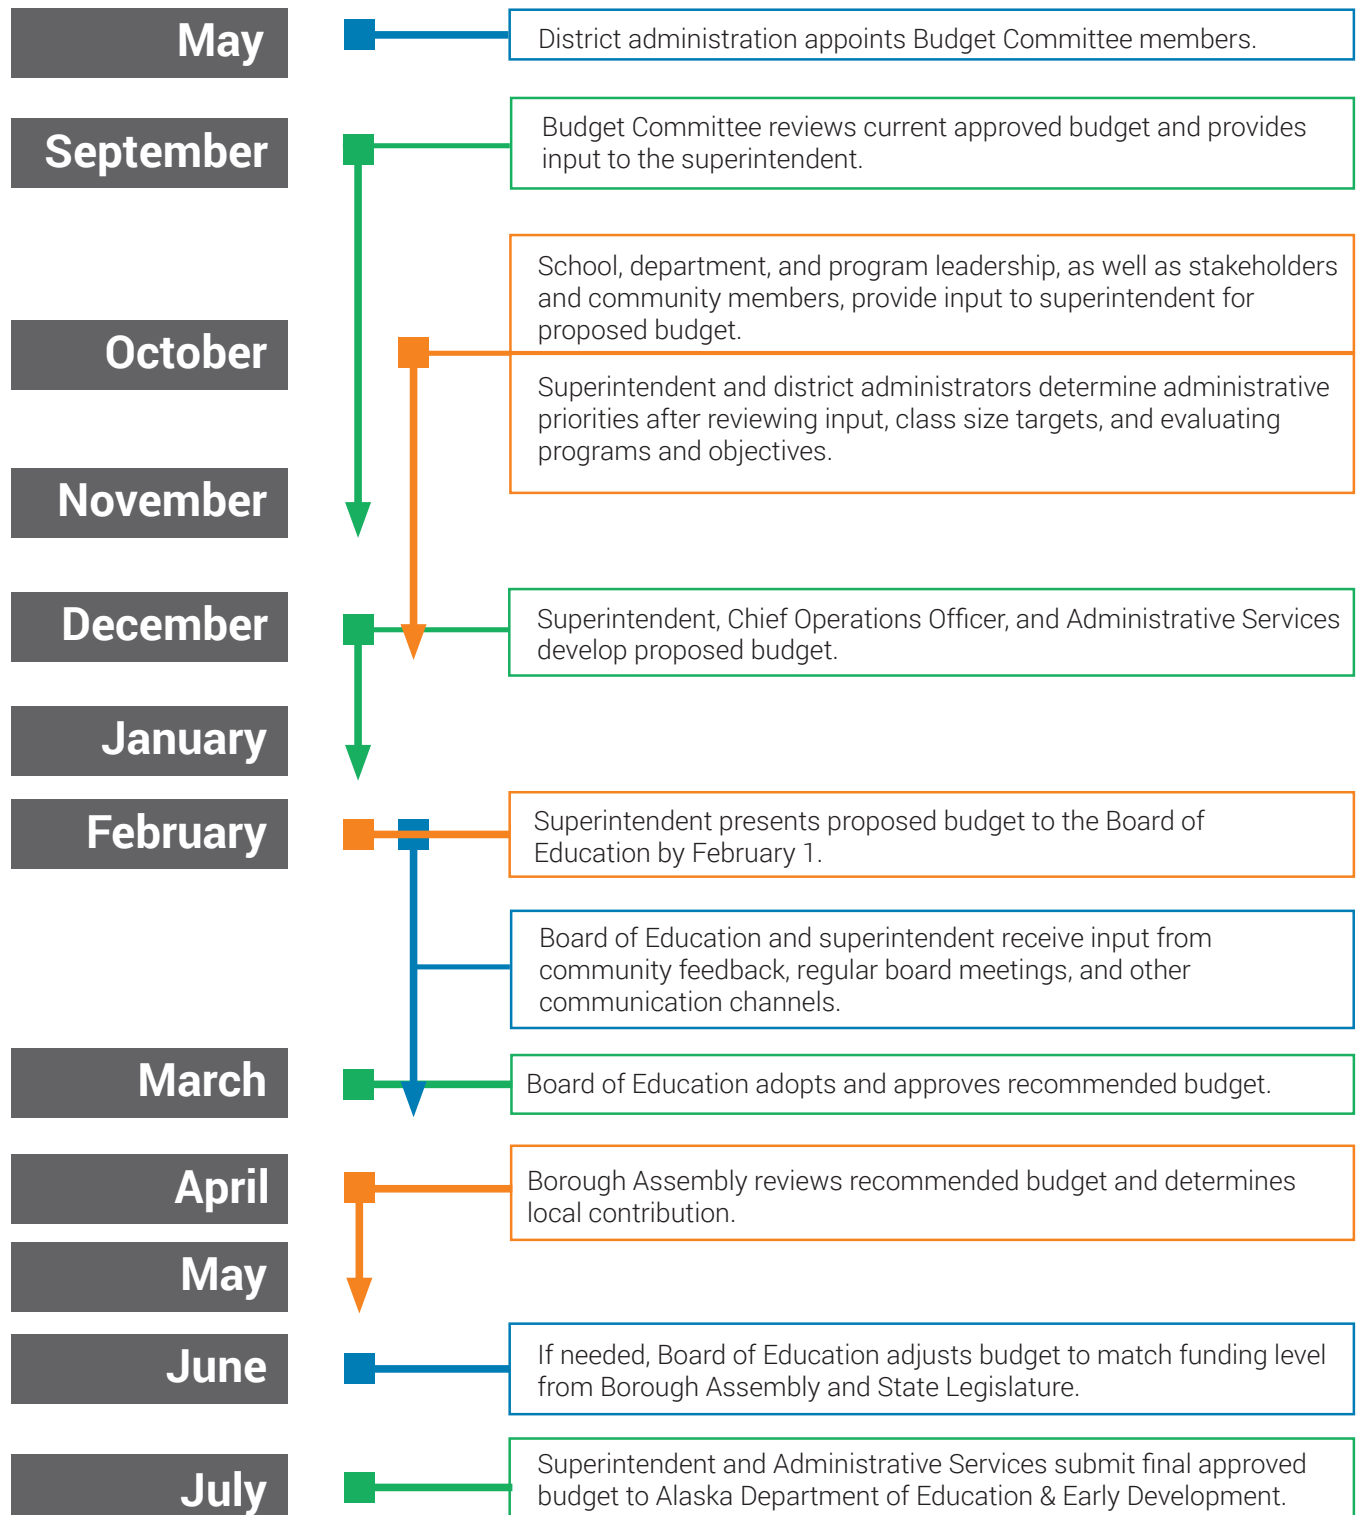 May
District administration appoints Budget Committee members.
September
Budget Committee reviews current approved budget and provides
input to the superintendent.
School, department, and program leadership, as well as stakeholders
and community members, provide input to superintendent for
proposed budget.
October
Superintendent and district administrators determine administrative
priorities after reviewing input, class size targets, and evaluating
programs and objectives.
November
December
Superintendent, Chief Operations Officer, and Administrative Services
develop proposed budget.
January
February
Superintendent presents proposed budget to the Board of
Education by February 1.
Board of Education and superintendent receive input from
community feedback, regular board meetings, and other
communication channels.
March
Board of Education adopts and approves recommended budget.
April
Borough Assembly reviews recommended budget and determines
local contribution.
May
June
If needed, Board of Education adjusts budget to match funding level
from Borough Assembly and State Legislature.
July
Superintendent and Administrative Services submit final approved
budget to Alaska Department of Education & Early Development.